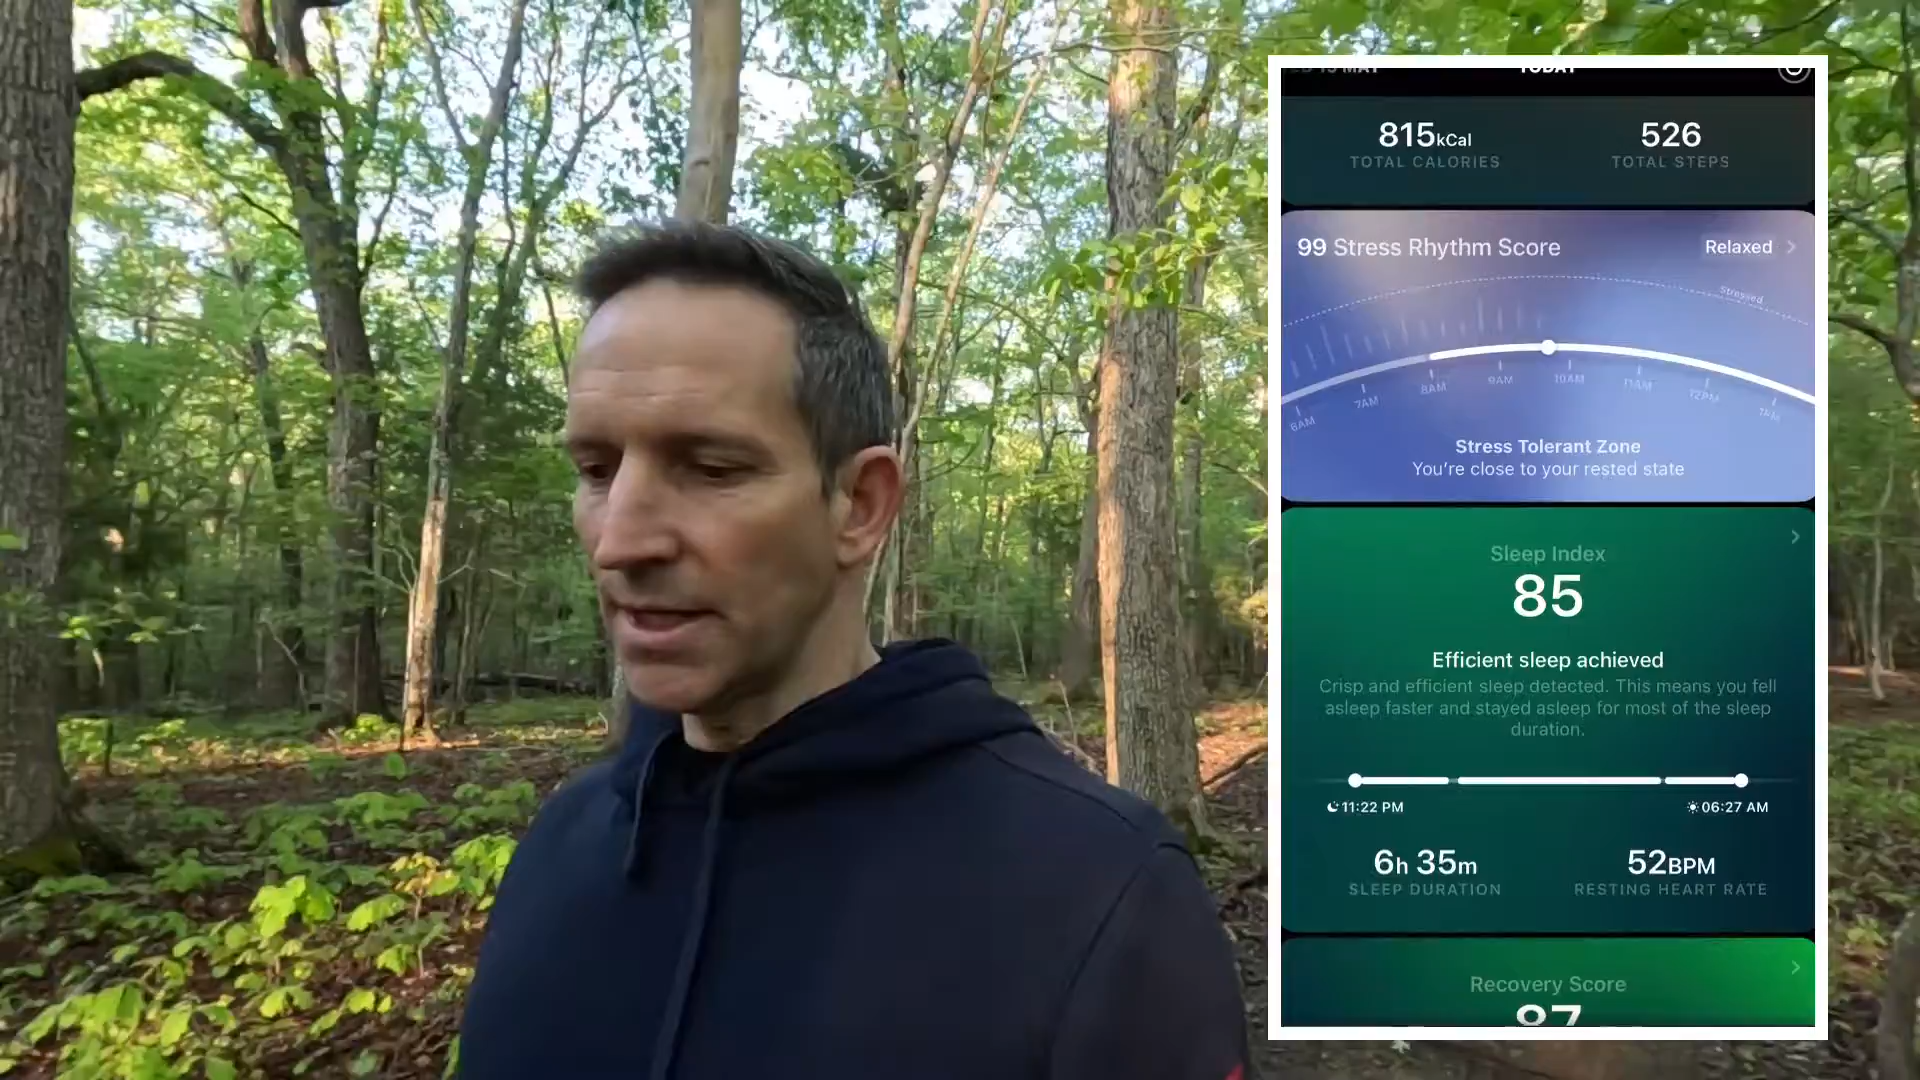 TODAY
815kCal 526
TOTAL CALORIES TOTAL STEPS
99 Stress Rhythm Score Relaxed
Stressed
6AM 7AM 8AM 9AM 10AM 11AM 12PM 1PM
Stress Tolerant Zone
You're close to your rested state
Sleep Index
85
Efficient sleep achieved
Crisp and efficient sleep detected. This means you fell
asleep faster and stayed asleep for most of the sleep
duration.
11:22 PM 06:27 AM
6h 35m 52BPM
SLEEP DURATION RESTING HEART RATE
Recovery Score
87